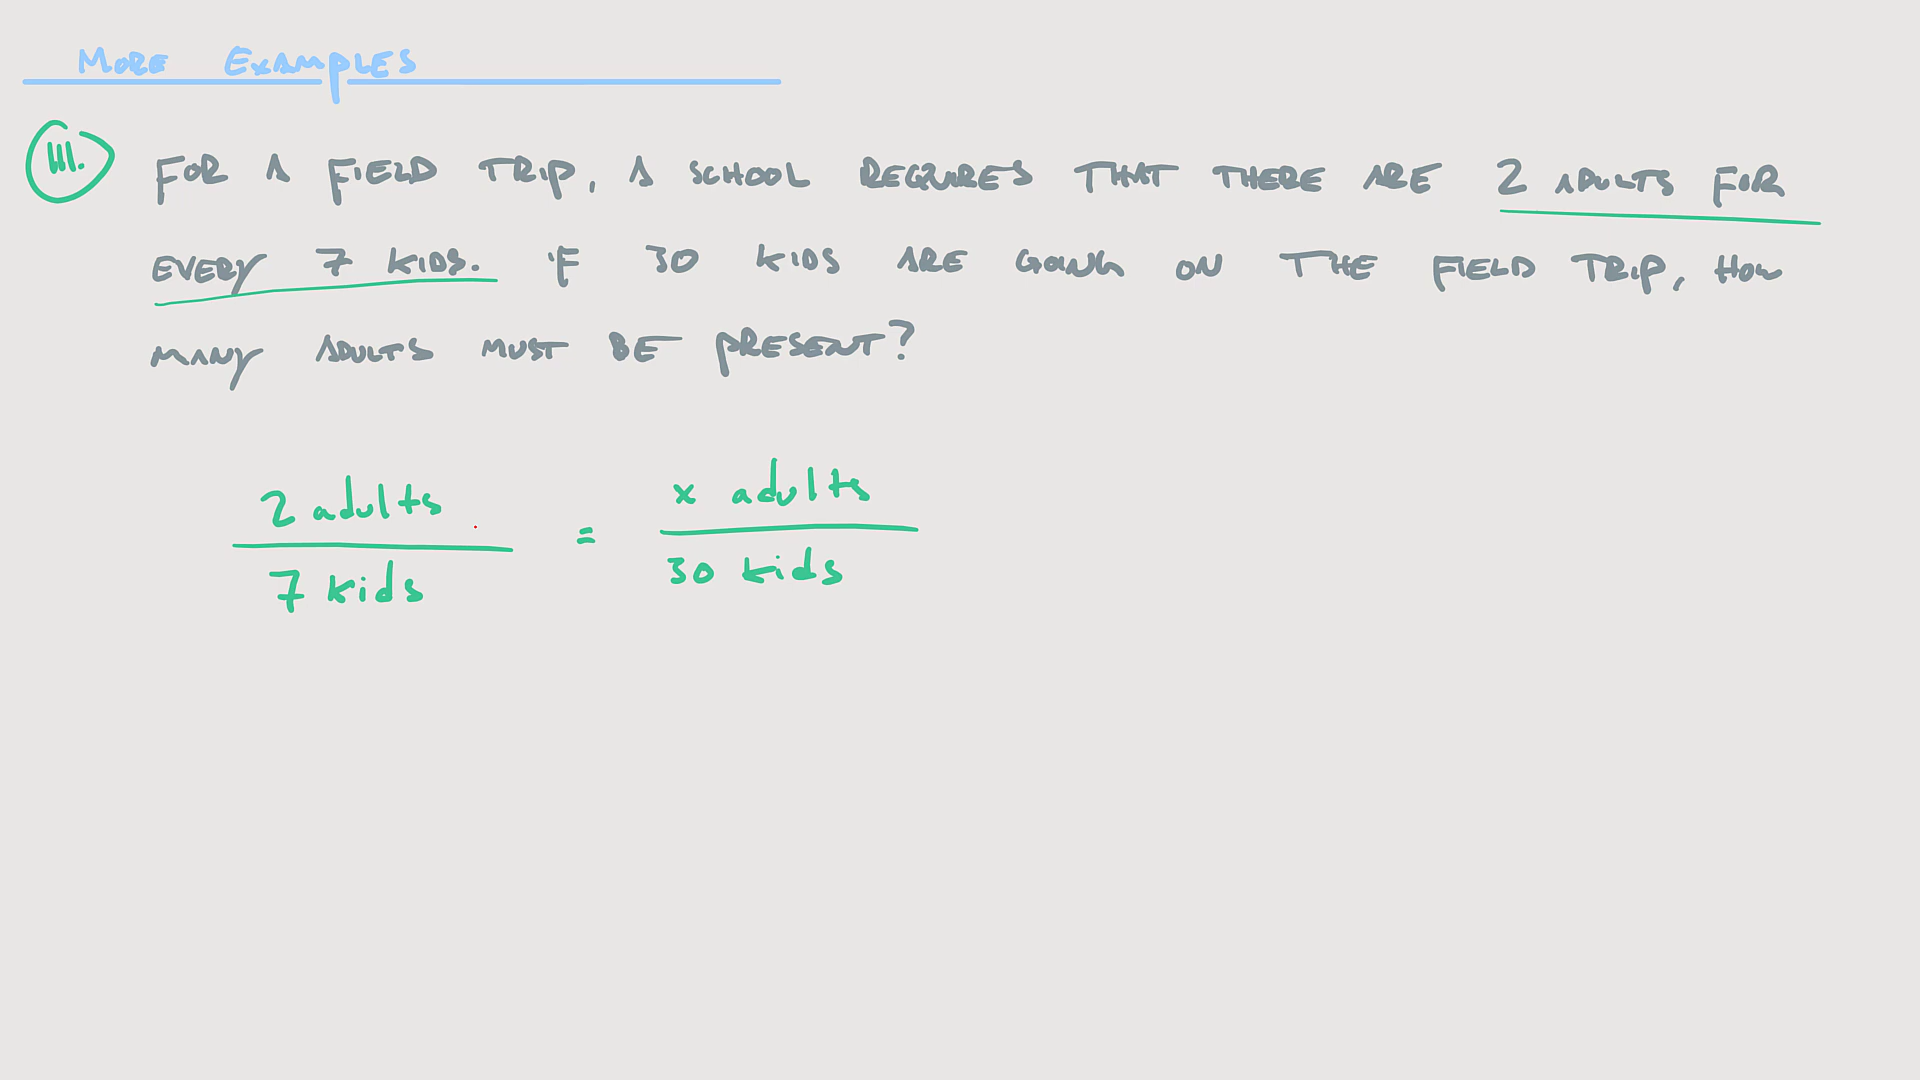 MORE EXAMPLES
III. FOR A FIELD TRIP, A SCHOOL REQUIRES THAT THERE ARE 2 ADULTS FOR
EVERY 7 KIDS. IF 30 KIDS ARE GOING ON THE FIELD TRIP, HOW
MANY ADULTS MUST BE PRESENT?
2 adults = x adults
7 kids 30 kids